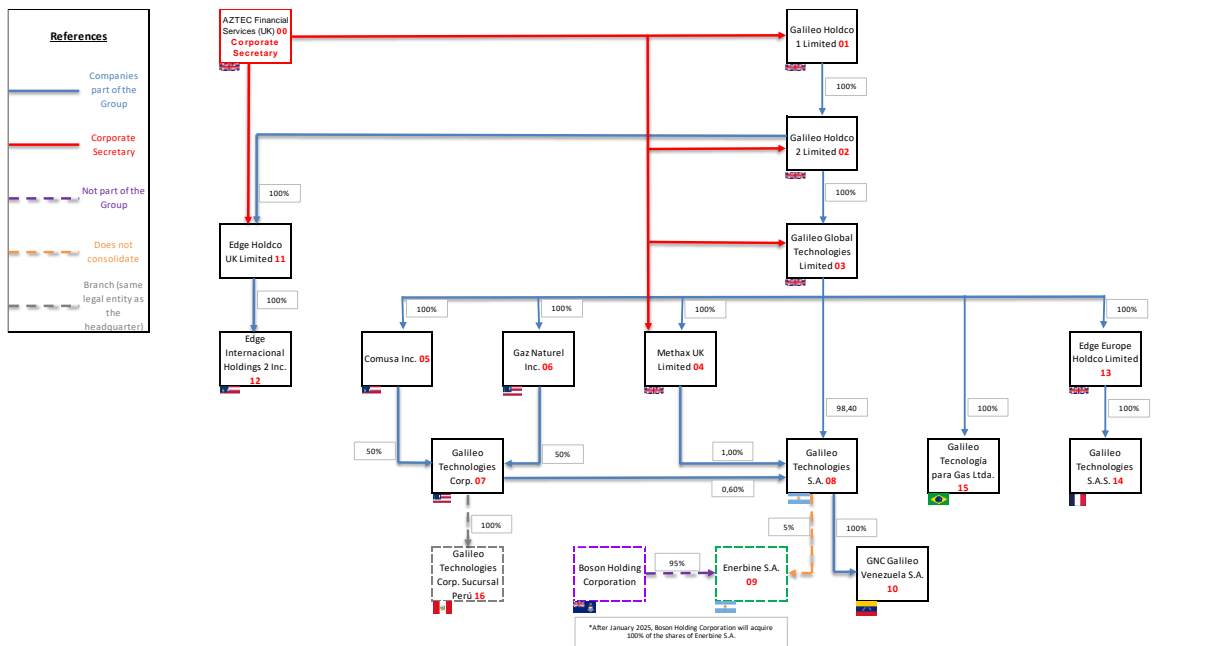 References
Companies
part of the
Group
Corporate
Secretary
Not part of the
Group
Does not
consolidate
Branch (same
legal entity as
the
headquarter)
AZTEC Financial
Services (UK) 00
Corporate
Secretary
Galileo Holdco
1 Limited 01
100%
Galileo Holdco
2 Limited 02
100%
100%
Edge Holdco
UK Limited 11
Galileo Global
Technologies
Limited 03
100%
100%
100%
100%
100%
Edge
Internacional
Holdings 2 Inc.
12
Comusa Inc. 05
Gaz Naturel
Inc. 06
Methax UK
Limited 04
Edge Europe
Holdco Limited
13
98,40
100%
100%
50%
50%
1,00%
0,60%
Galileo
Technologies
Corp. 07
Galileo
Technologies
S.A. 08
Galileo
Tecnología
para Gas Ltda.
15
Galileo
Technologies
S.A.S. 14
100%
5%
100%
Galileo
Technologies
Corp. Sucursal
Perú 16
Boson Holding
Corporation
95%
Enerbine S.A.
09
GNC Galileo
Venezuela S.A.
10
*After January 2025, Boson Holding Corporation will acquire
100% of the shares of Enerbine S.A.